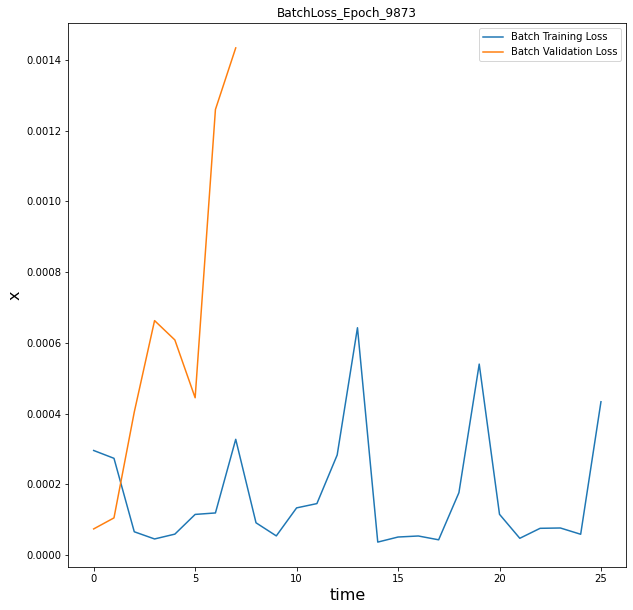 BatchLoss_Epoch_9873
Batch Training Loss
Batch Validation Loss
0.0014
0.0012
0.0010
0.0008
0.0006
0.0004
0.0002
0.0000
x
0 5 10 15 20 25
time